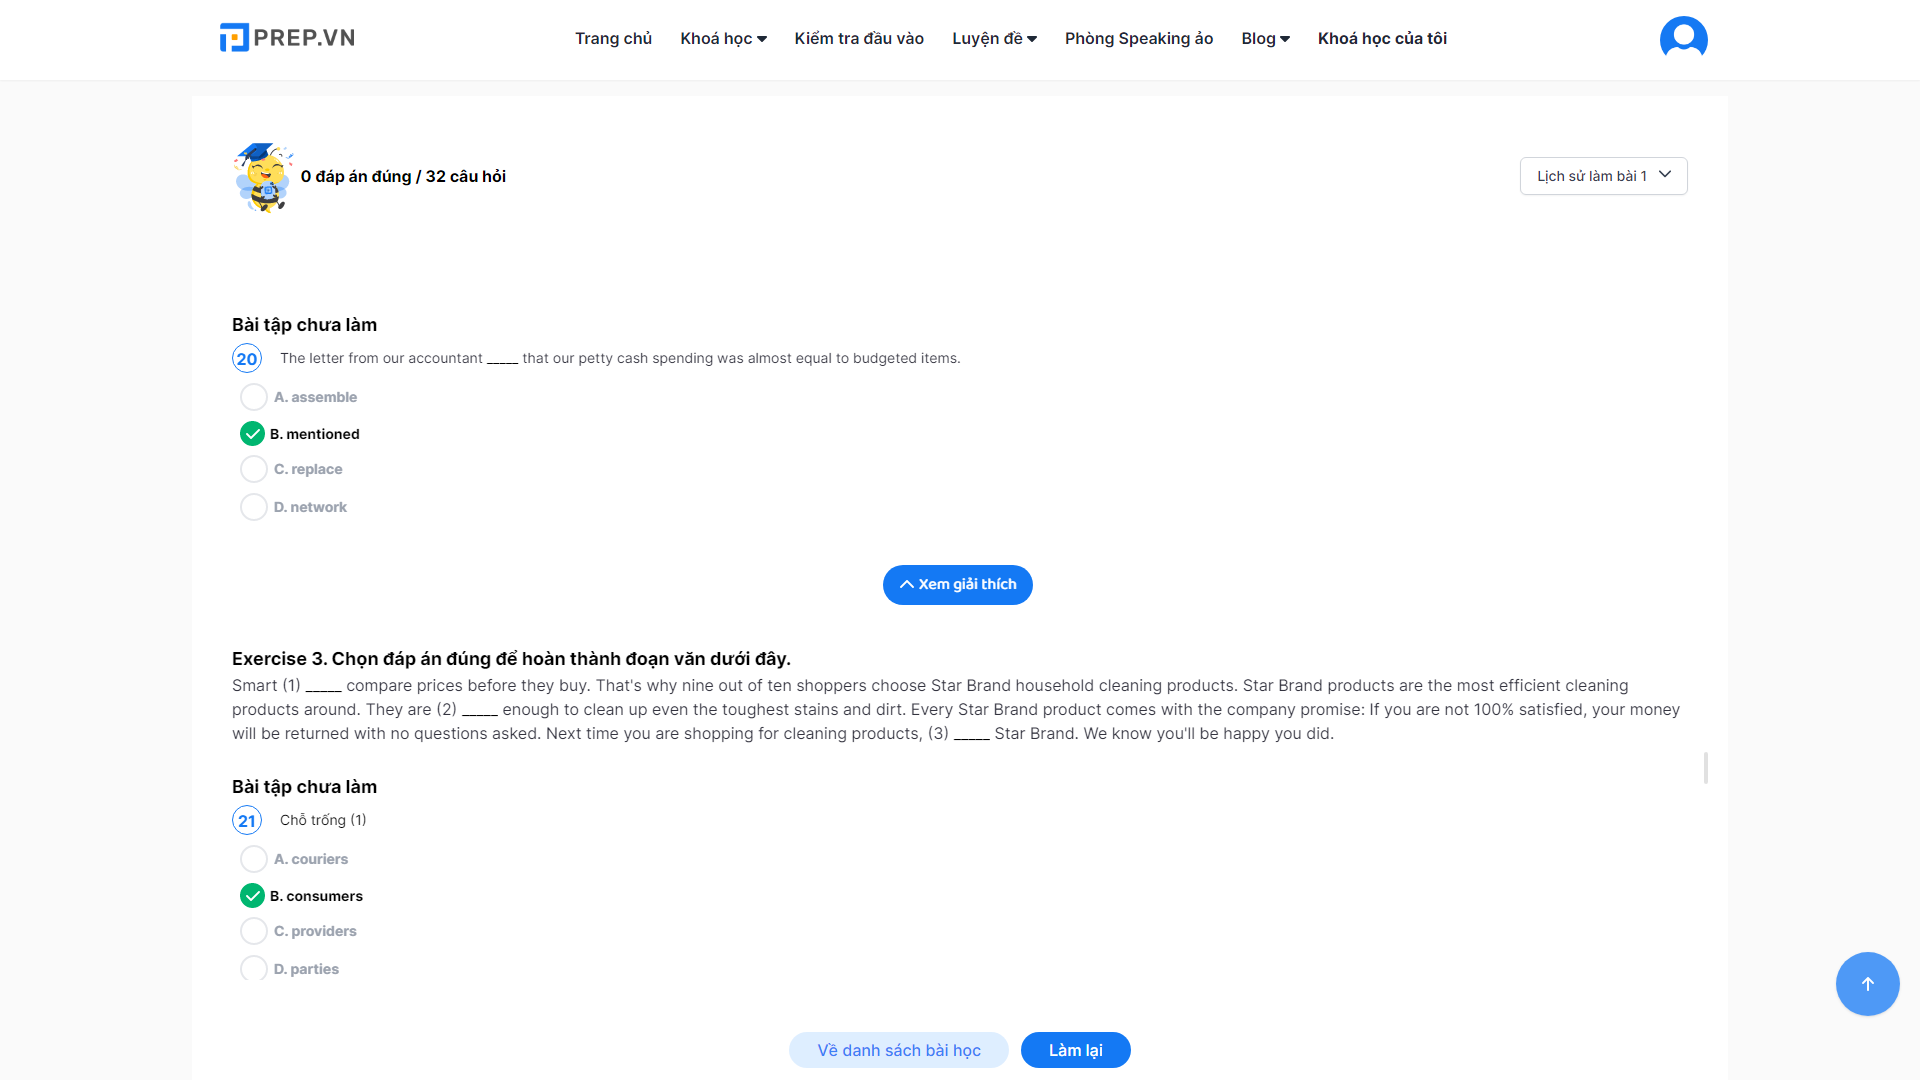 PREP.VN
Trang chủ Khoá học Kiểm tra đầu vào Luyện đề Phòng Speaking ảo Blog Khoá học của tôi
0 đáp án đúng / 32 câu hỏi
Lịch sử làm bài 1
Bài tập chưa làm
20 The letter from our accountant _____ that our petty cash spending was almost equal to budgeted items.
A. assemble
B. mentioned
C. replace
D. network
Xem giải thích
Exercise 3. Chọn đáp án đúng để hoàn thành đoạn văn dưới đây.
Smart (1) _____ compare prices before they buy. That's why nine out of ten shoppers choose Star Brand household cleaning products. Star Brand products are the most efficient cleaning
products around. They are (2) _____ enough to clean up even the toughest stains and dirt. Every Star Brand product comes with the company promise: If you are not 100% satisfied, your money
will be returned with no questions asked. Next time you are shopping for cleaning products, (3) _____ Star Brand. We know you'll be happy you did.
Bài tập chưa làm
21 Chỗ trống (1)
A. couriers
B. consumers
C. providers
D. parties
Về danh sách bài học Làm lại